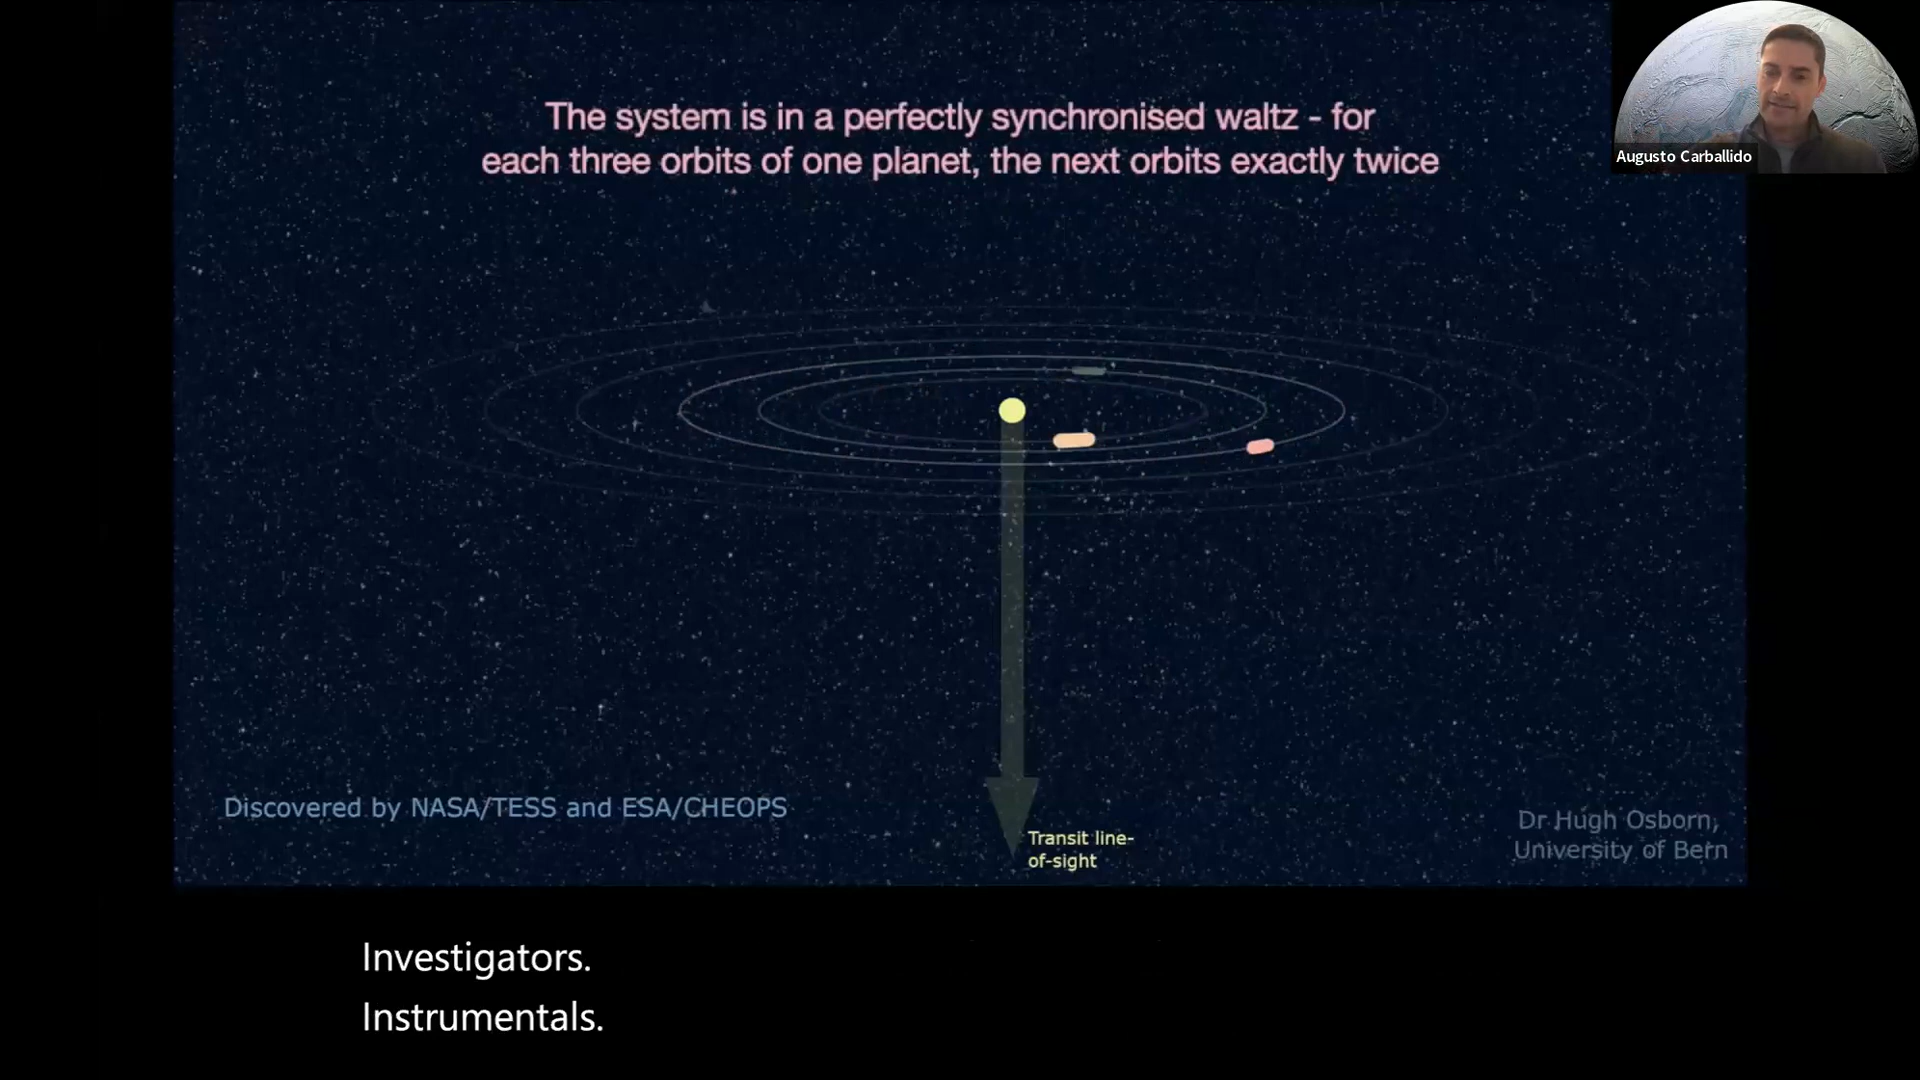 The system is in a perfectly synchronised waltz - for
each three orbits of one planet, the next orbits exactly twice
Augusto Carballido
Discovered by NASA/TESS and ESA/CHEOPS
Transit line-
of-sight
Dr Hugh Osborn,
University of Bern
Investigators.
Instrumentals.